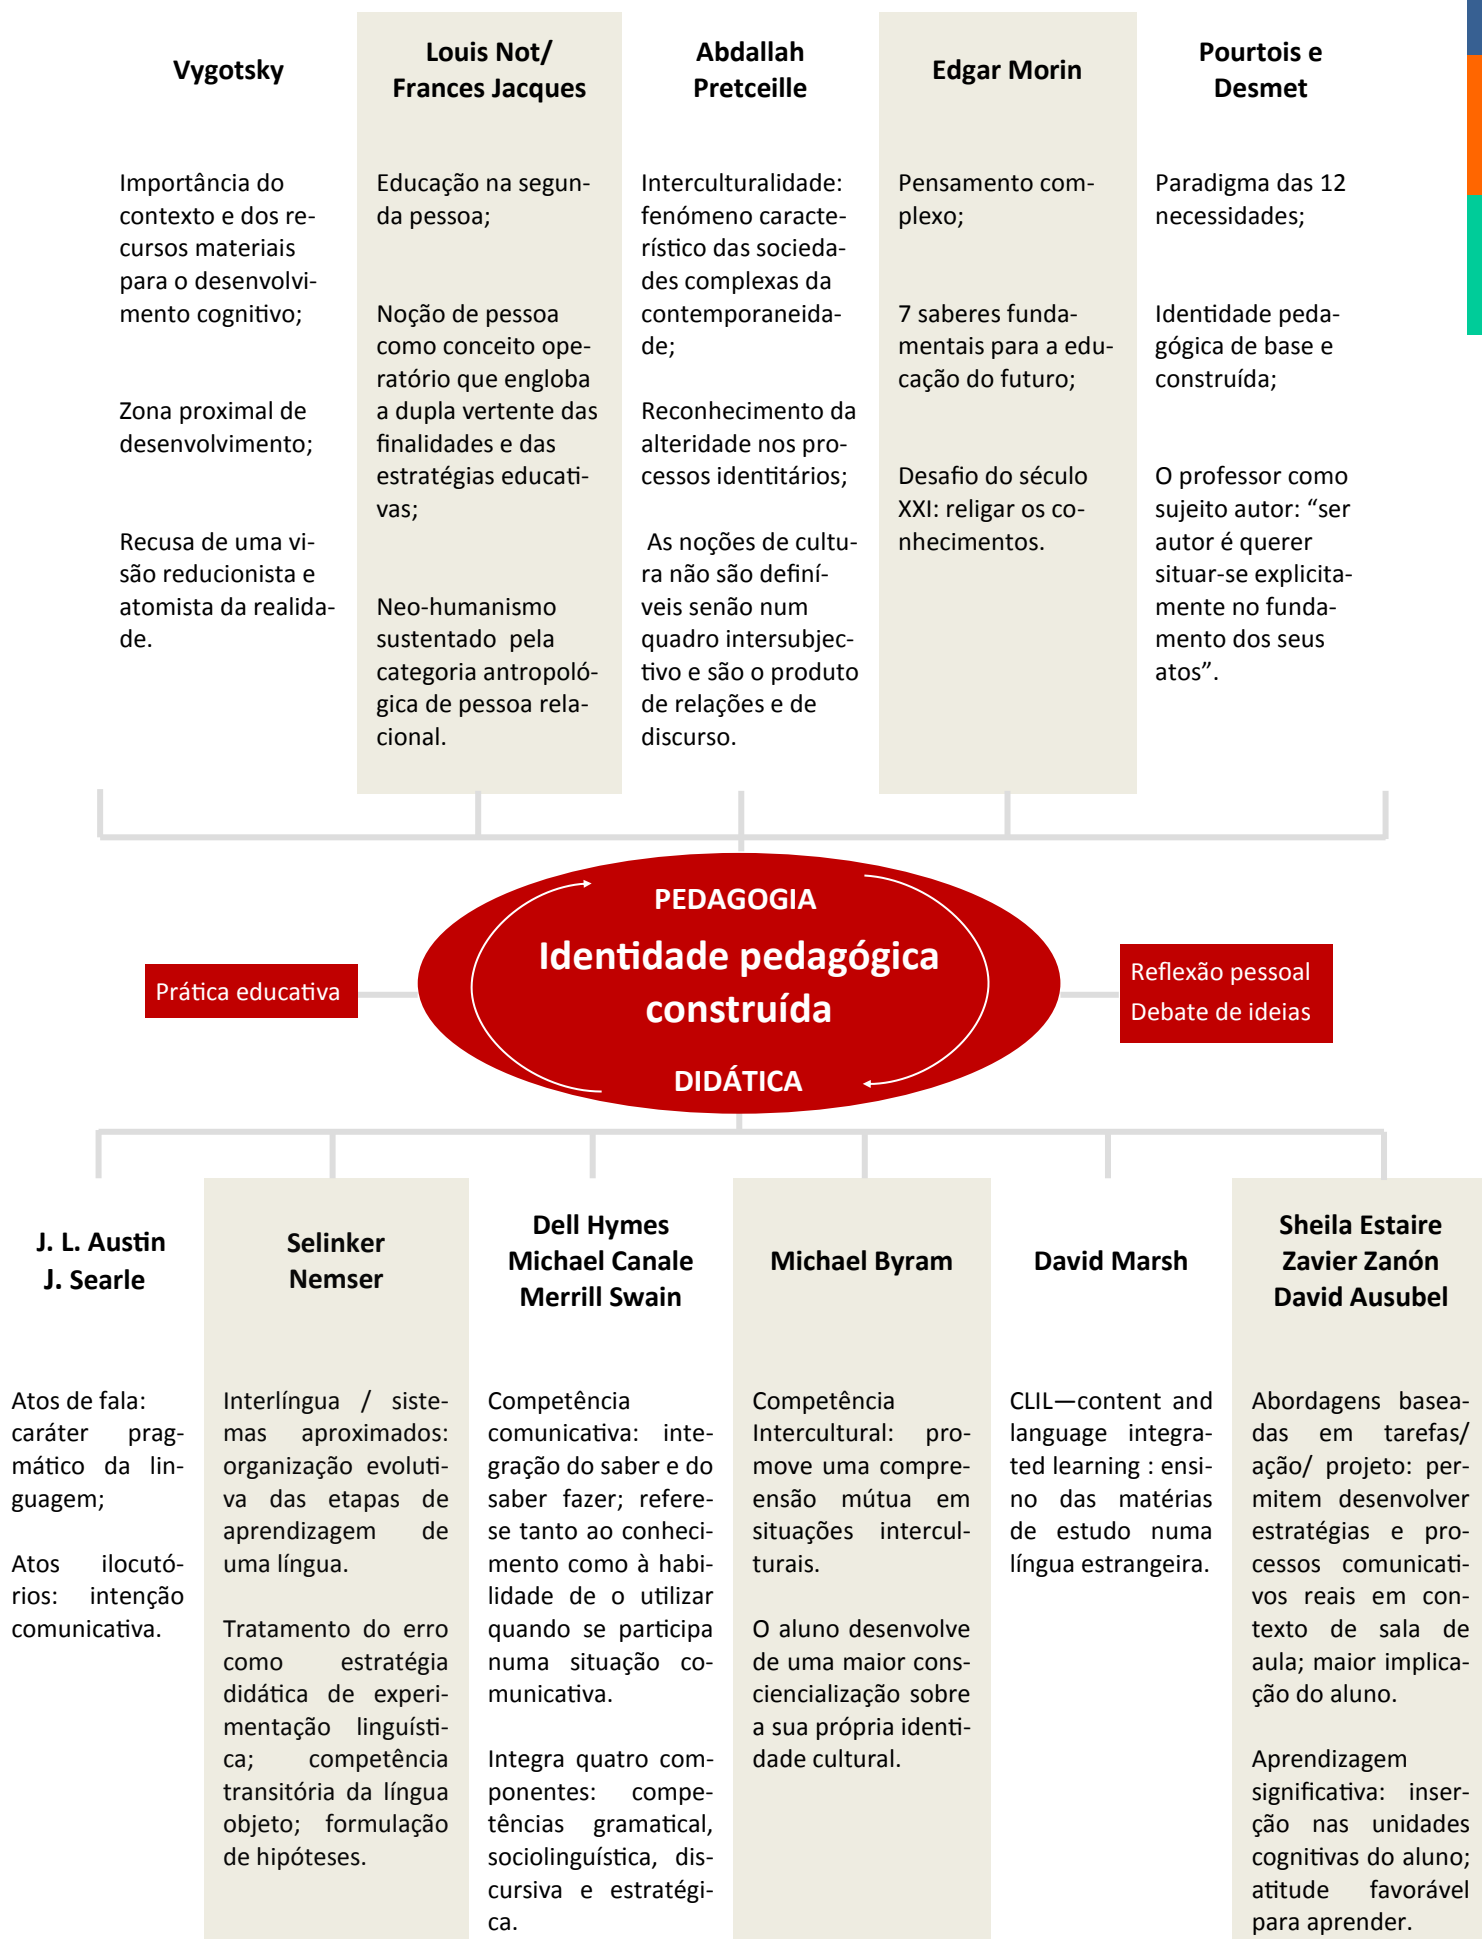 Vygotsky
Importância do
contexto e dos re-
cursos materiais
para o desenvolvi-
mento cognitivo;
Zona proximal de
desenvolvimento;
Recusa de uma vi-
são reducionista e
atomista da realida-
de.
Louis Not/
Frances Jacques
Educação na segun-
da pessoa;
Noção de pessoa
como conceito ope-
ratório que engloba
a dupla vertente das
finalidades e das
estratégias educati-
vas;
Neo-humanismo
sustentado pela
categoria antropoló-
gica de pessoa rela-
cional.
Abdallah
Pretceille
Interculturalidade:
fenómeno caracte-
rístico das socieda-
des complexas da
contemporaneida-
de;
Reconhecimento da
alteridade nos pro-
cessos identitários;
As noções de cultu-
ra não são definí-
veis senão num
quadro intersubjec-
tivo e são o produto
de relações e de
discurso.
Edgar Morin
Pensamento com-
plexo;
7 saberes funda-
mentais para a edu-
cação do futuro;
Desafio do século
XXI: religar os co-
nhecimentos.
Pourtois e
Desmet
Paradigma das 12
necessidades;
Identidade peda-
gógica de base e
construída;
O professor como
sujeito autor: “ser
autor é querer
situar-se explicita-
mente no funda-
mento dos seus
atos”.
PEDAGOGIA
Identidade pedagógica
construída
DIDÁTICA
Prática educativa
Reflexão pessoal
Debate de ideias
J. L. Austin
J. Searle
Atos de fala:
caráter prag-
mático da lin-
guagem;
Atos ilocutó-
rios: intenção
comunicativa.
Selinker
Nemser
Interlíngua / siste-
mas aproximados:
organização evoluti-
va das etapas de
aprendizagem de
uma língua.
Tratamento do erro
como estratégia
didática de experi-
mentação linguísti-
ca; competência
transitória da língua
objeto; formulação
de hipóteses.
Dell Hymes
Michael Canale
Merrill Swain
Competência
comunicativa: inte-
gração do saber e do
saber fazer; refere-
se tanto ao conheci-
mento como à habi-
lidade de o utilizar
quando se participa
numa situação co-
municativa.
Integra quatro com-
ponentes: compe-
tências gramatical,
sociolinguística, dis-
cursiva e estratégi-
ca.
Michael Byram
Competência
Intercultural: pro-
move uma compre-
ensão mútua em
situações intercul-
turais.
O aluno desenvolve
de uma maior cons-
ciencialização sobre
a sua própria identi-
dade cultural.
David Marsh
CLIL—content and
language integra-
ted learning : ensi-
no das matérias
de estudo numa
língua estrangeira.
Sheila Estaire
Zavier Zanón
David Ausubel
Abordagens basea-
das em tarefas/
ação/ projeto: per-
mitem desenvolver
estratégias e pro-
cessos comunicati-
vos reais em con-
texto de sala de
aula; maior implica-
ção do aluno.
Aprendizagem
significativa: inser-
ção nas unidades
cognitivas do aluno;
atitude favorável
para aprender.